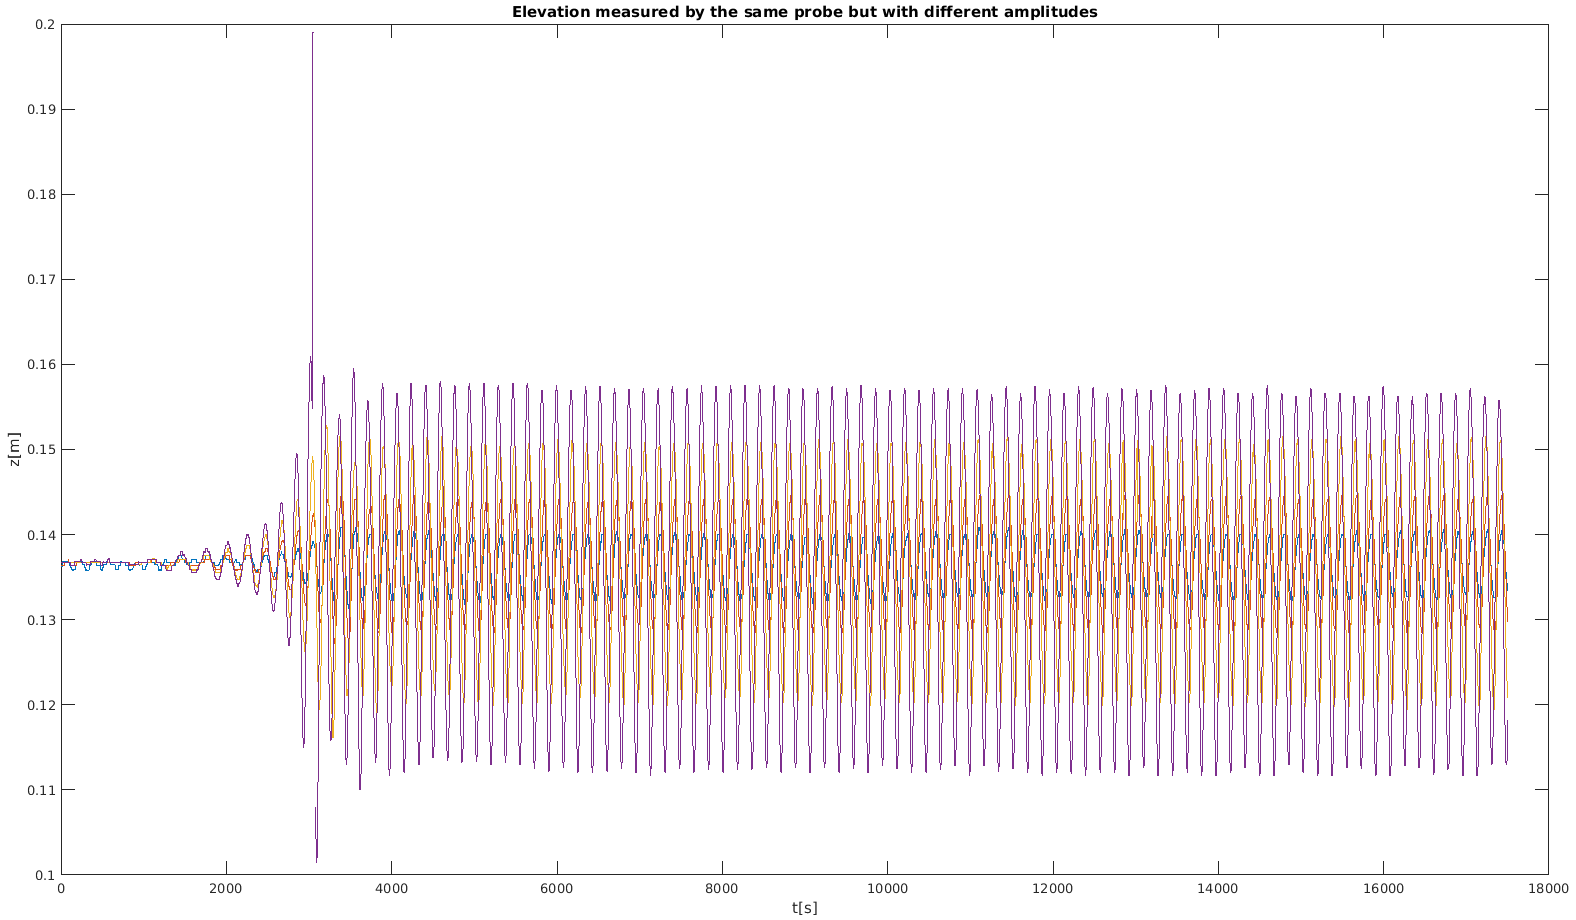 Elevation measured by the same probe but with different amplitudes
0.2
0.19
0.18
0.17
0.16
0.15
0.14
0.13
0.12
0.11
0.1
z[m]
0 2000 4000 6000 8000 10000 12000 14000 16000 18000
t[s]